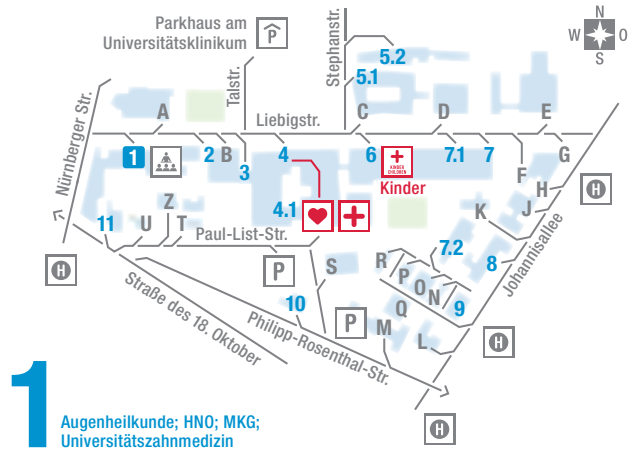 Parkhaus am
Universitätsklinikum
P
Talstr.
Stephanstr.
5.2
5.1
N
W
O
S
Nürnberger Str.
A
Liebigstr.
C
D
E
1
2
B
3
4
6
KINDER
CHILDREN
Kinder
7.1
7
F
G
H
H
J
K
4.1
Z
11
U
T
Paul-List-Str.
H
P
S
R
P
O
N
7.2
8
9
Q
Johannisallee
Straße des 18. Oktober
10
Philipp-Rosenthal-Str.
P
M
L
H
H
1
Augenheilkunde; HNO; MKG;
Universitätszahnmedizin